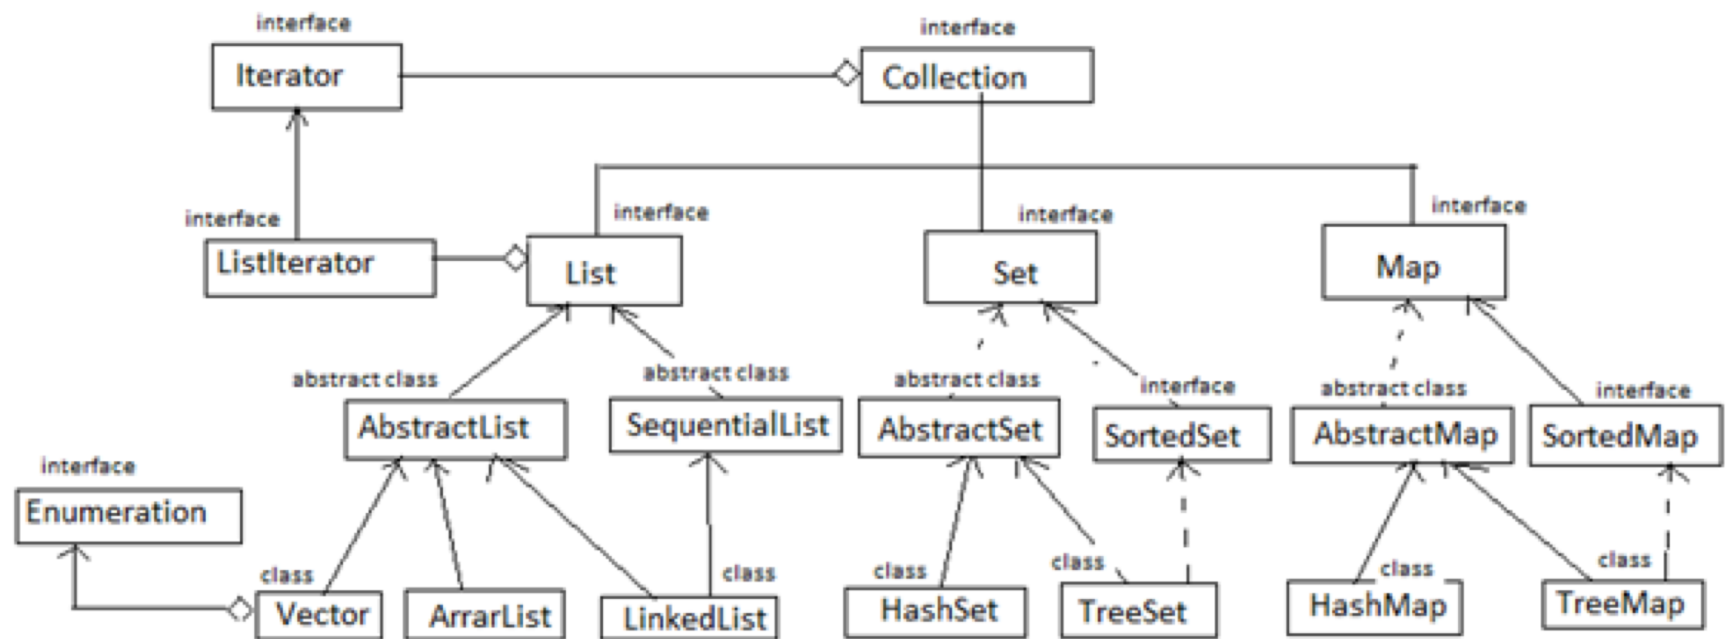 interface
interface
Iterator
Collection
interface
interface
interface
interface
ListIterator
List
Set
Map
abstract class
abstract class
abstract class
interface
abstract class
interface
AbstractList
SequentialList
AbstractSet
SortedSet
AbstractMap
SortedMap
interface
Enumeration
class
class
class
class
class
class
Vector
ArrarList
LinkedList
HashSet
TreeSet
HashMap
TreeMap